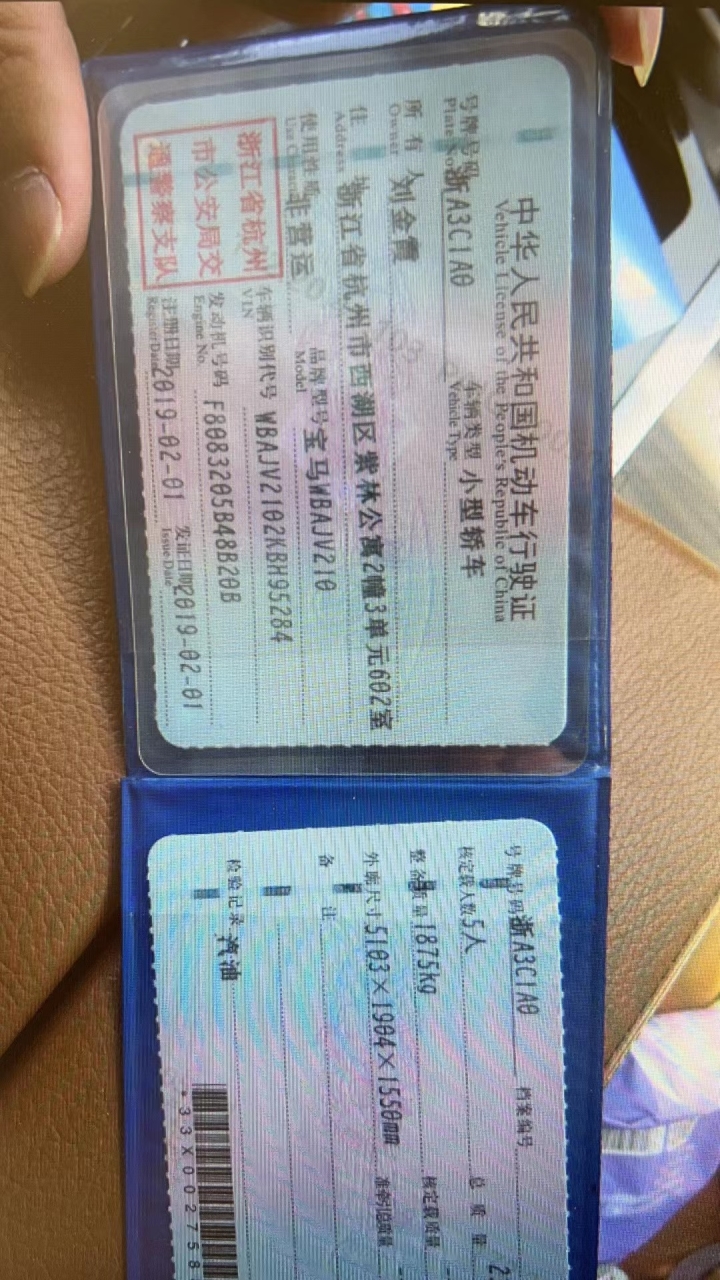 中华人民共和国机动车行驶证
Vehicle License of the People's Republic of China
号牌号码 浙A3C1A0 车辆类型 小型轿车
Plate No. Vehicle Type
所有人 刘金霞
Owner
住址 浙江省杭州市西湖区紫林公寓2幢3单元602室
Address
使用性质 非营运 品牌型号 宝马WBAJV210
Use Character Model
浙江省杭州
市公安局交
通警察支队
车辆识别代号 WBAJV2102KBH95284
VIN
发动机号码 F8083205B48B20B
Engine No.
注册日期 2019-02-01 发证日期 2019-02-01
Register Date Issue Date
号牌号码 浙A3C1A0 档案编号
核定载人数 5人 总质量
整备质量 1875kg 核定载质量
外廓尺寸 5103×1904×1550mm 准牵引总质量
备注
检验记录 汽油
*33X002758